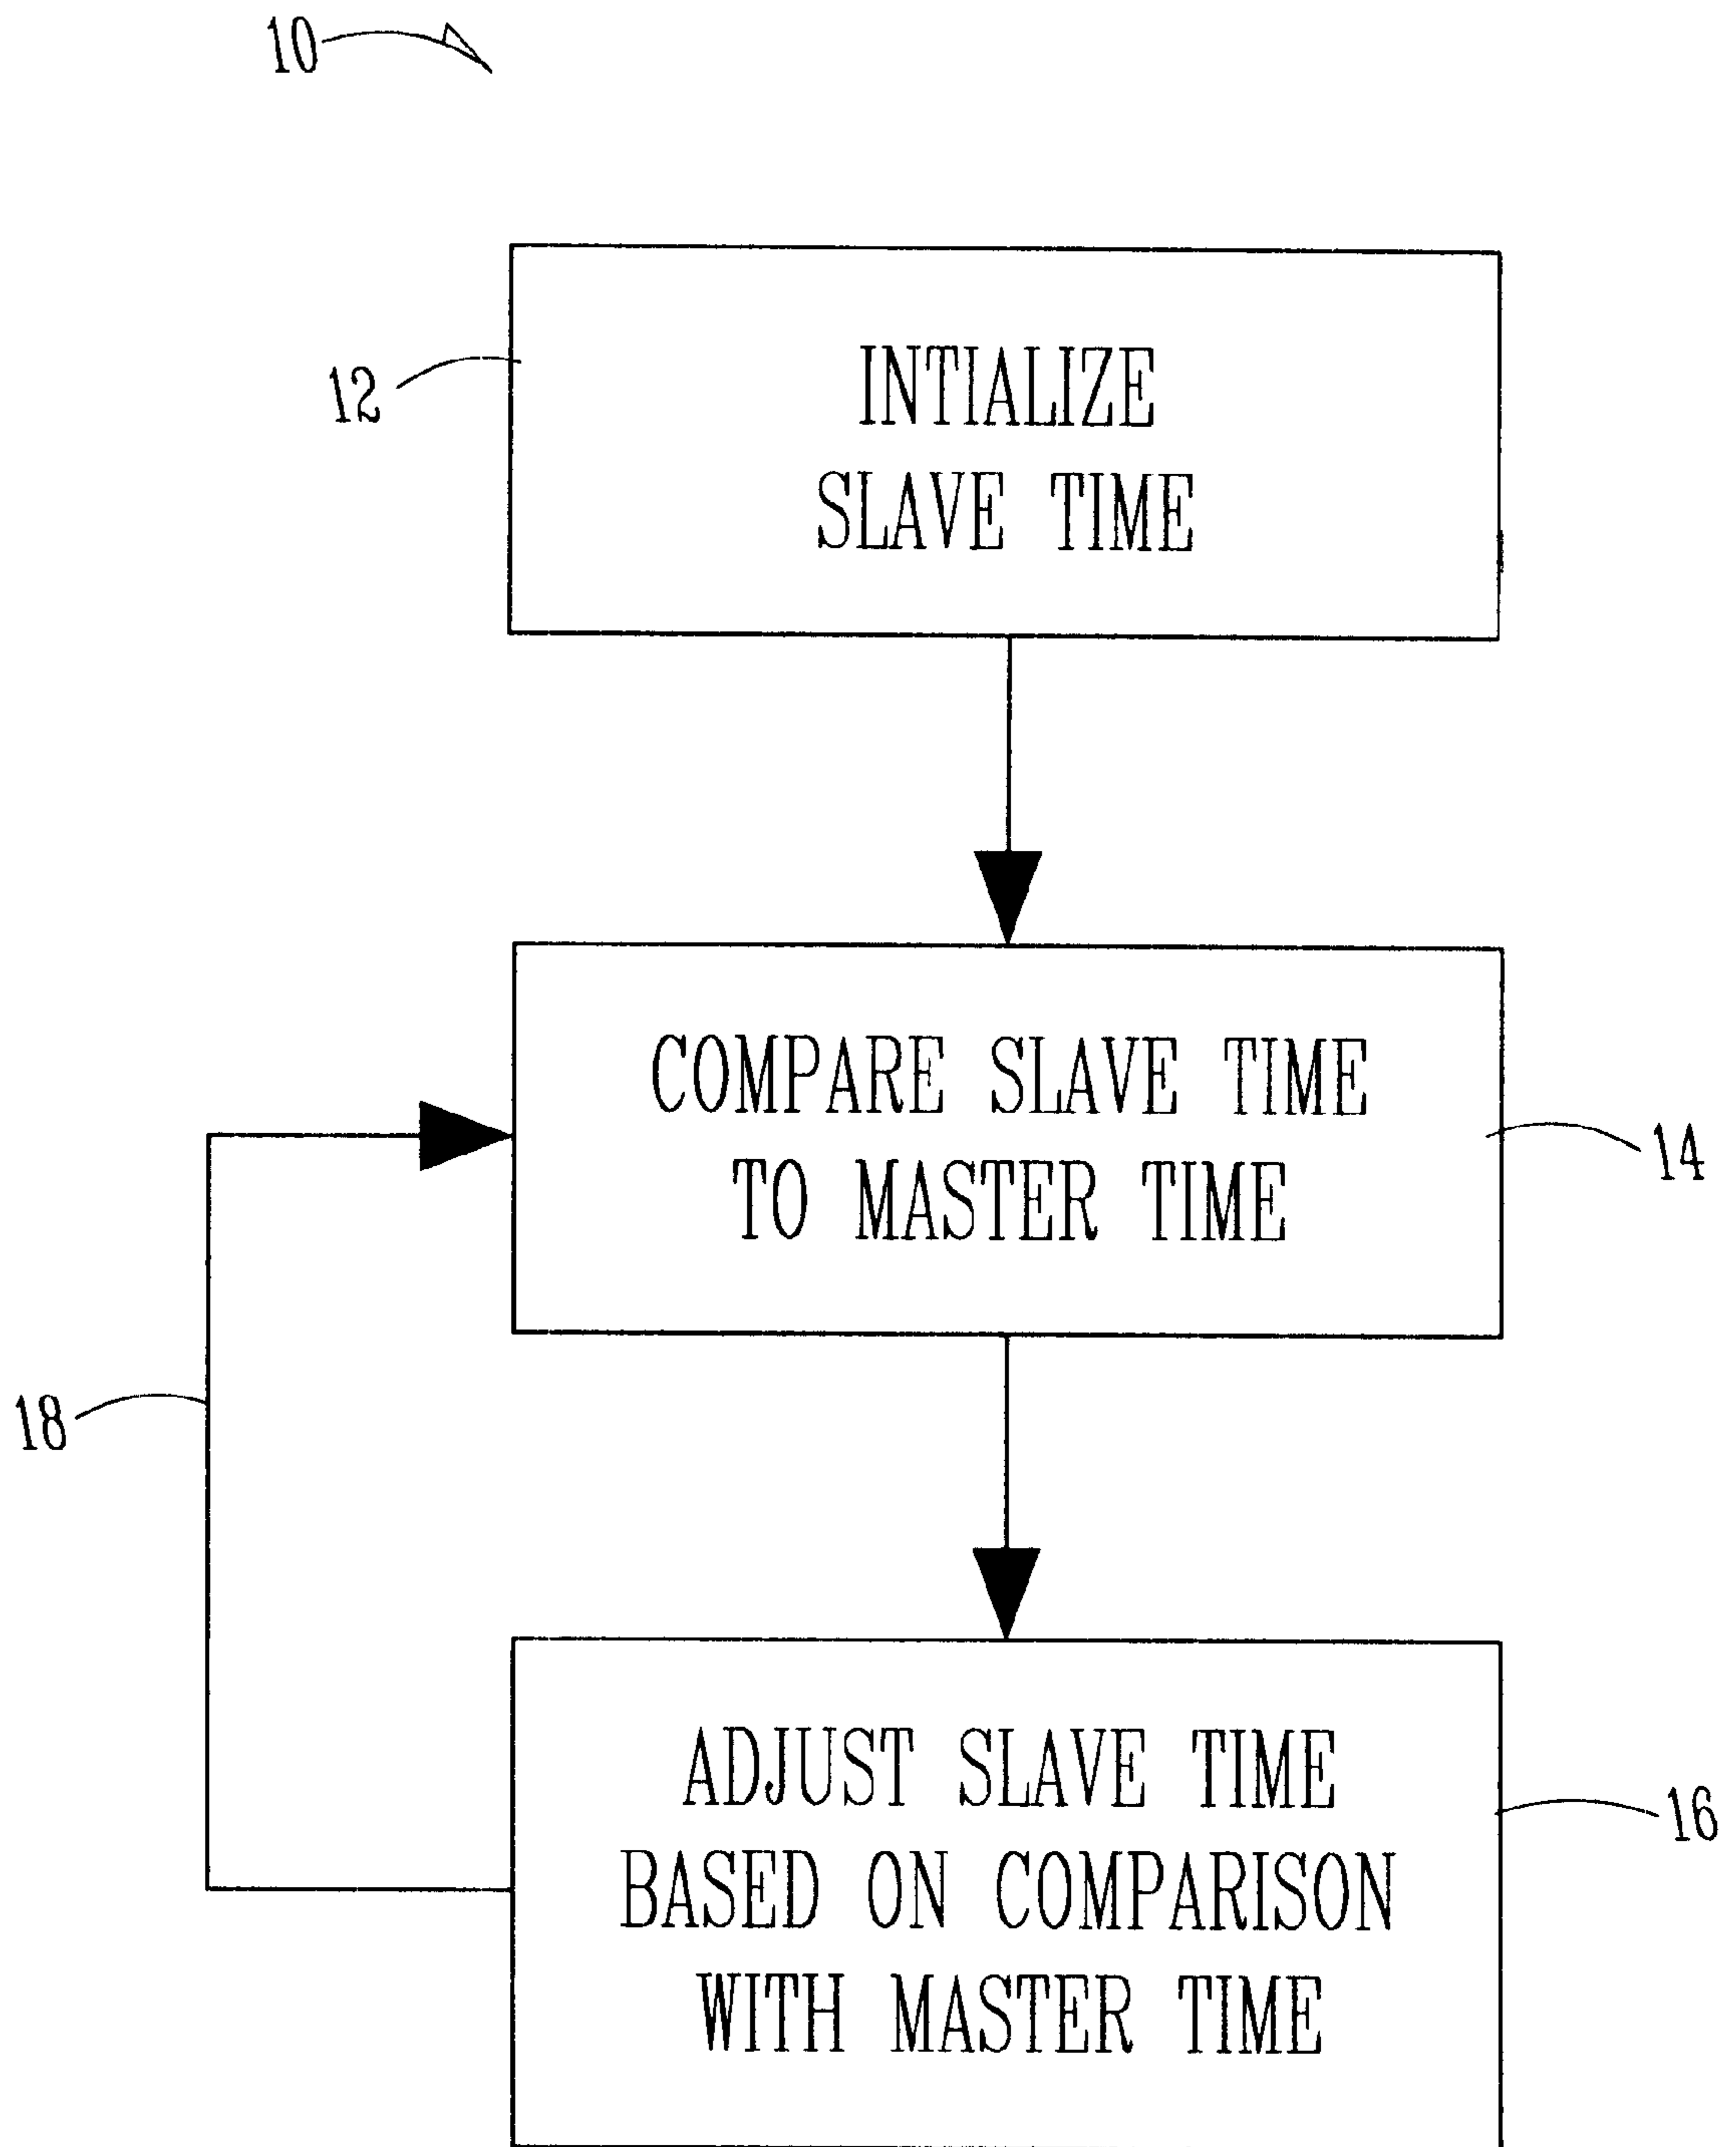 10
12
INTIALIZE
SLAVE TIME
COMPARE SLAVE TIME
TO MASTER TIME
14
18
ADJUST SLAVE TIME
BASED ON COMPARISON
WITH MASTER TIME
16